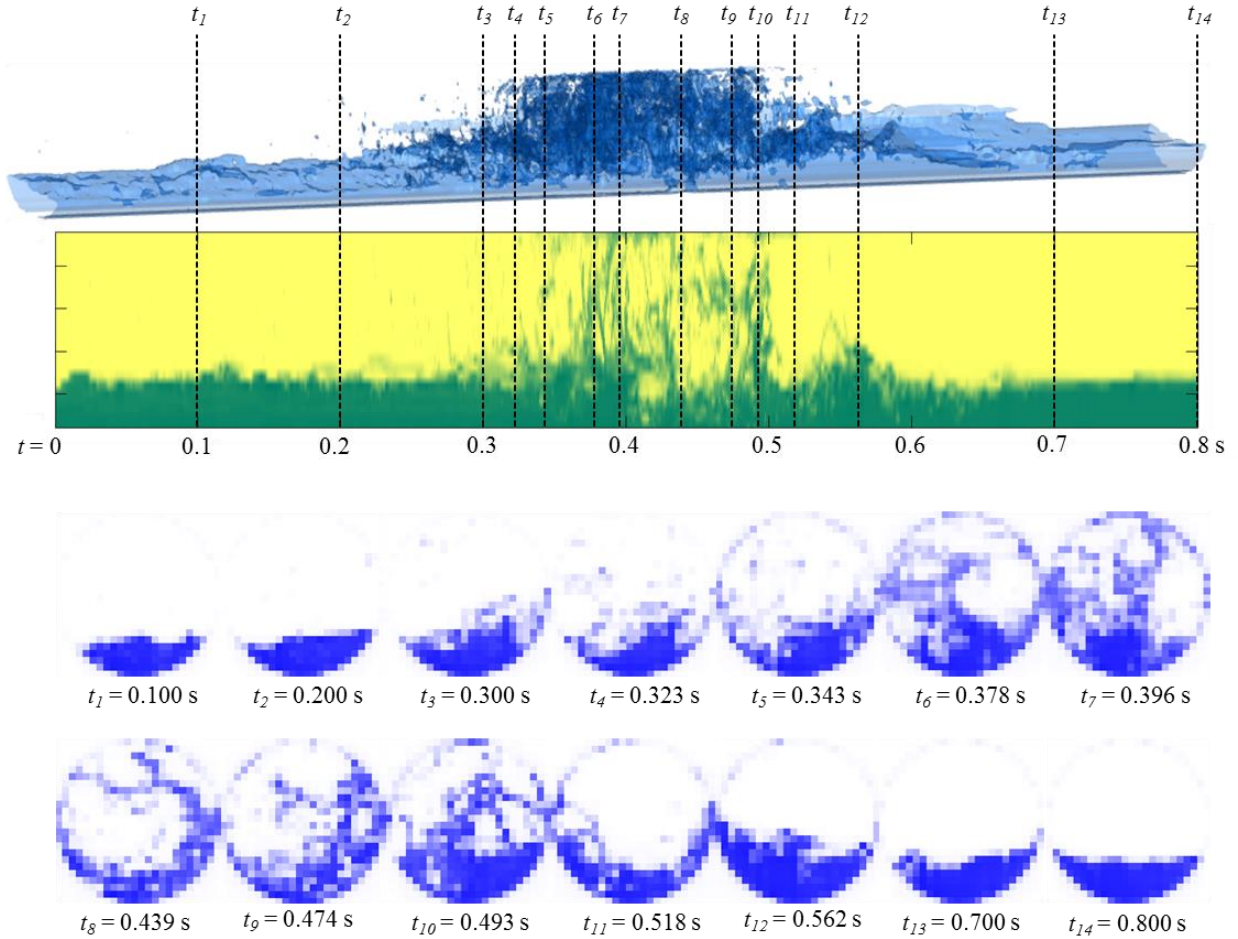 t1 t2 t3 t4 t5 t6 t7 t8 t9 t10 t11 t12 t13 t14
t = 0 0.1 0.2 0.3 0.4 0.5 0.6 0.7 0.8 s
t1 = 0.100 s t2 = 0.200 s t3 = 0.300 s t4 = 0.323 s t5 = 0.343 s t6 = 0.378 s t7 = 0.396 s
t8 = 0.439 s t9 = 0.474 s t10 = 0.493 s t11 = 0.518 s t12 = 0.562 s t13 = 0.700 s t14 = 0.800 s